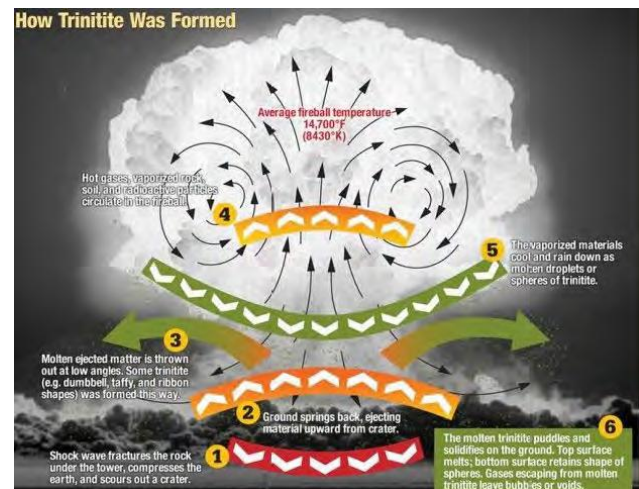 How Trinitite Was Formed
Average fireball temperature
14,700°F
(8430°K)
Hot gases, vaporized rock,
soil, and radioactive particles
circulate in the fireball.
4
5
The vaporized materials
cool and rain down as
molten droplets or
spheres of trinitite.
3
Molten ejected matter is thrown
out at low angles. Some trinitite
(e.g. dumbbell, taffy, and ribbon
shapes) was formed this way.
2
Ground springs back, ejecting
material upward from crater.
1
Shock wave fractures the rock
under the tower, compresses the
earth, and scours out a crater.
6
The molten trinitite puddles and
solidifies on the ground. Top surface
melts; bottom surface retains shape of
spheres. Gases escaping from molten
trinitite leave bubbles or voids.